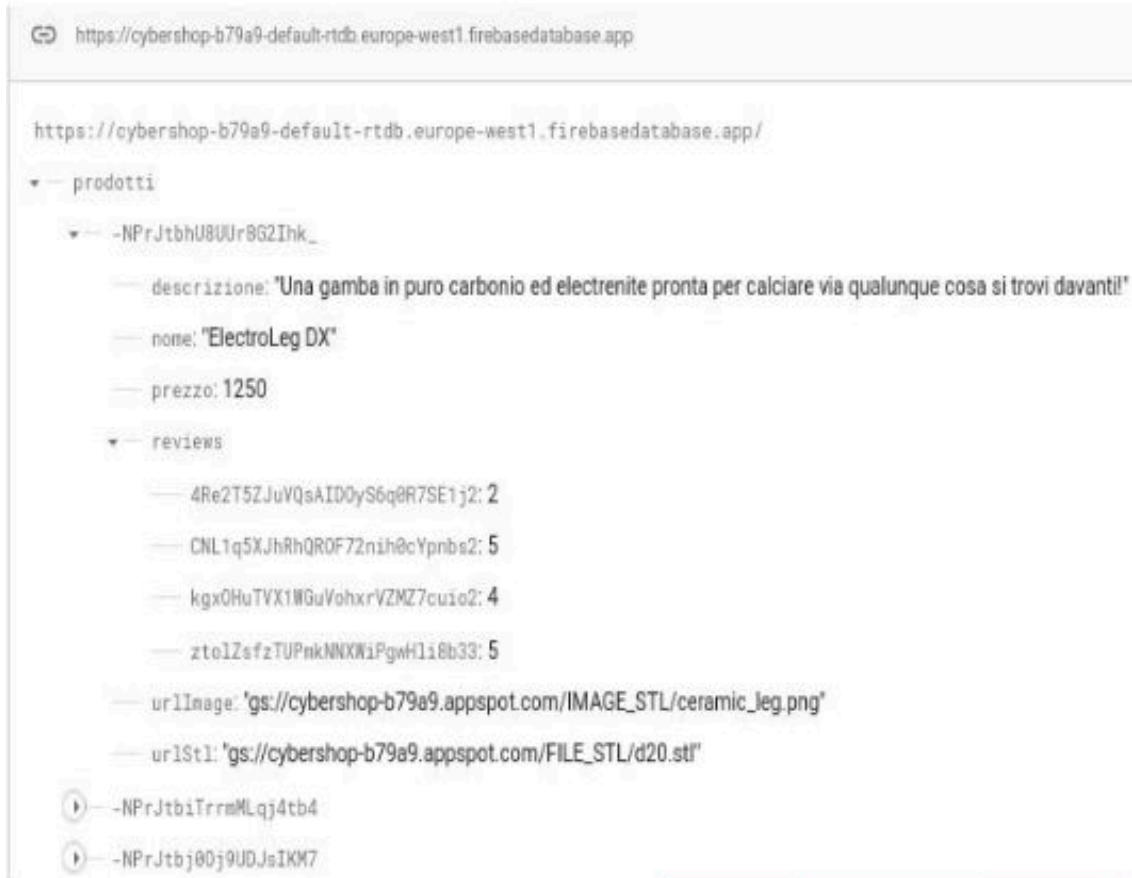 https://cybershop-b79a9-default-rtdb.europe-west1.firebasedatabase.app
https://cybershop-b79a9-default-rtdb.europe-west1.firebasedatabase.app/
prodotti
-NPrJtbhU8UUrBG2Ihk_
descrizione: "Una gamba in puro carbonio ed electrenite pronta per calciare via qualunque cosa si trovi davanti!"
nome: "ElectroLeg DX"
prezzo: 1250
reviews
4Re2T5ZJuVQsAIDOyS6q0R7SE1j2: 2
CNL1q5XJhRhQROF72nih0cYpnbs2: 5
kgxOHuTVX1WGuVohxrVZMZ7cuio2: 4
ztolZsfzTUPmkNNXWiPgwHli8b33: 5
urlImage: "gs://cybershop-b79a9.appspot.com/IMAGE_STL/ceramic_leg.png"
urlStl: "gs://cybershop-b79a9.appspot.com/FILE_STL/d20.stl"
-NPrJtbiTrrmMLqj4tb4
-NPrJtbj0Dj9UDJsIKM7